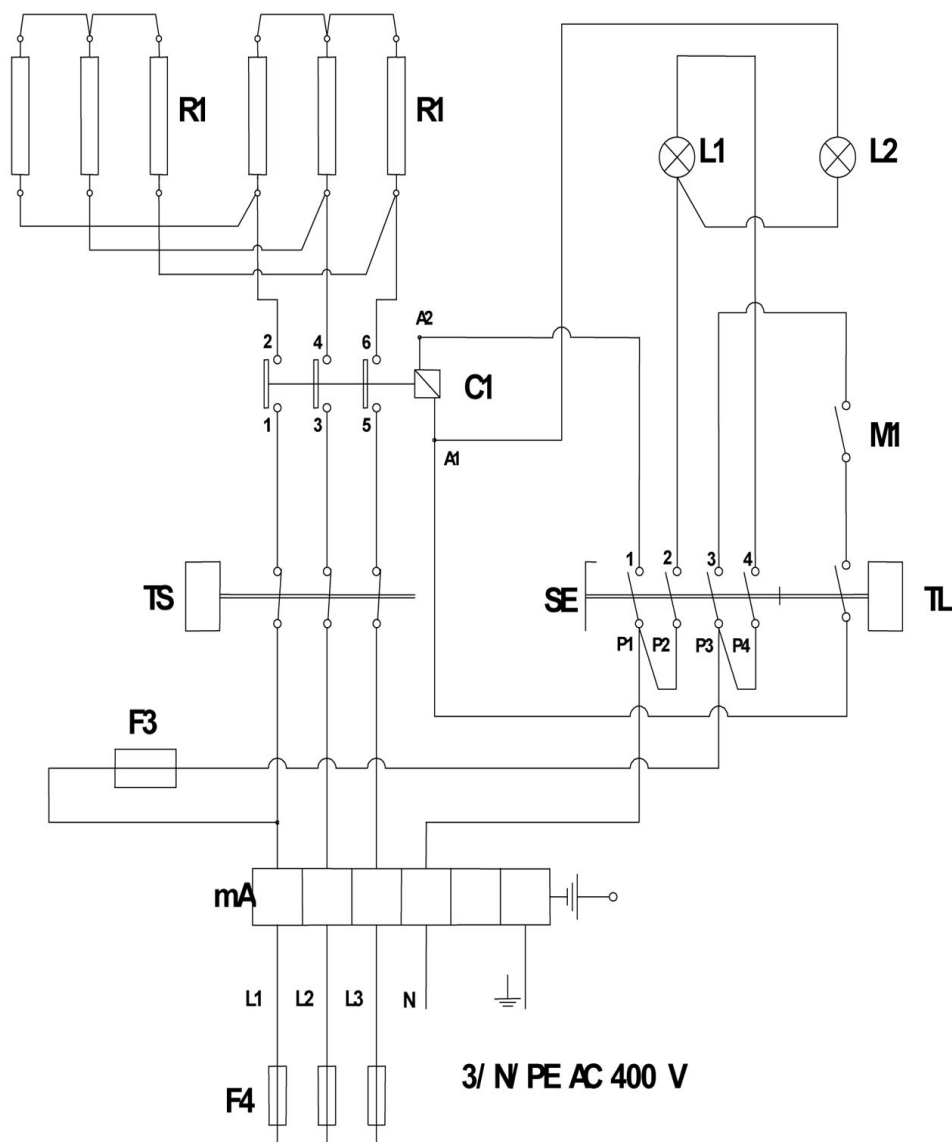 R1 R1 L1 L2
A2
2 4 6
C1
1 3 5
A1
M1
1 2 3 4
TS SE TL
P1 P2 P3 P4
F3
mA
L1 L2 L3 N
3/ N/ PE AC 400 V
F4